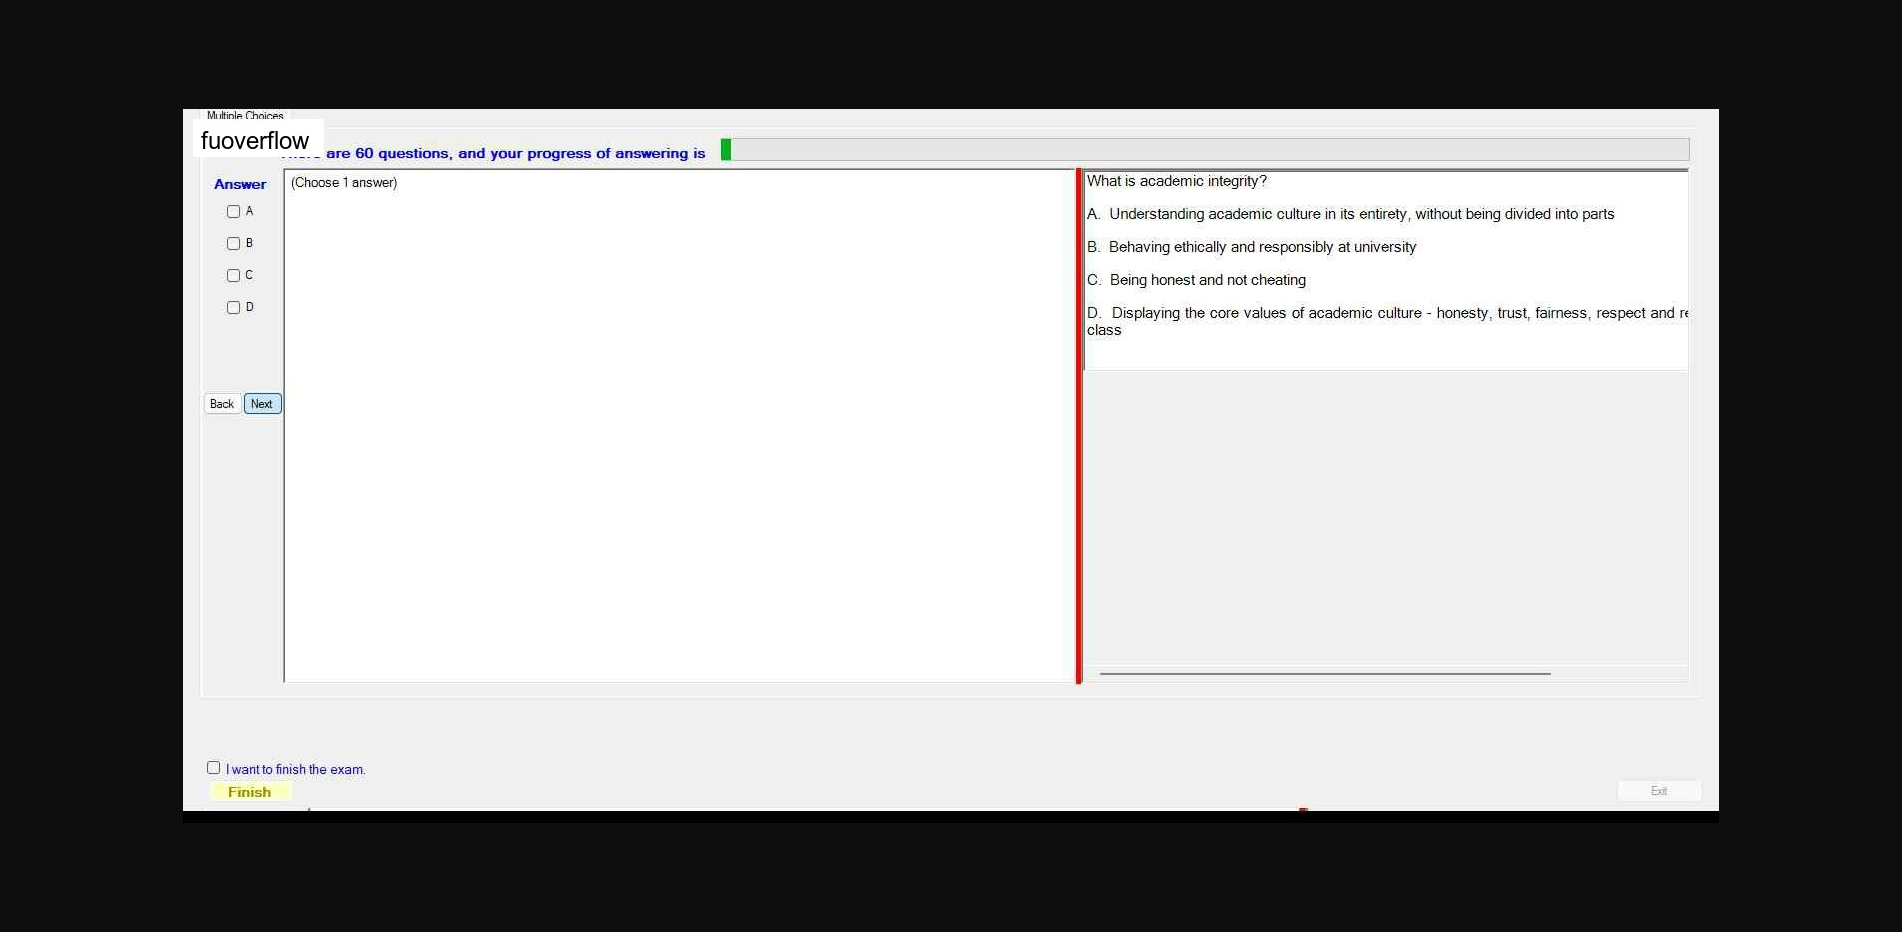 Multiple Choices
fuoverflow
are 60 questions, and your progress of answering is
Answer
(Choose 1 answer)
A
B
C
D
Back
Next
What is academic integrity?
A. Understanding academic culture in its entirety, without being divided into parts
B. Behaving ethically and responsibly at university
C. Being honest and not cheating
D. Displaying the core values of academic culture - honesty, trust, fairness, respect and
class
I want to finish the exam.
Finish
Exit